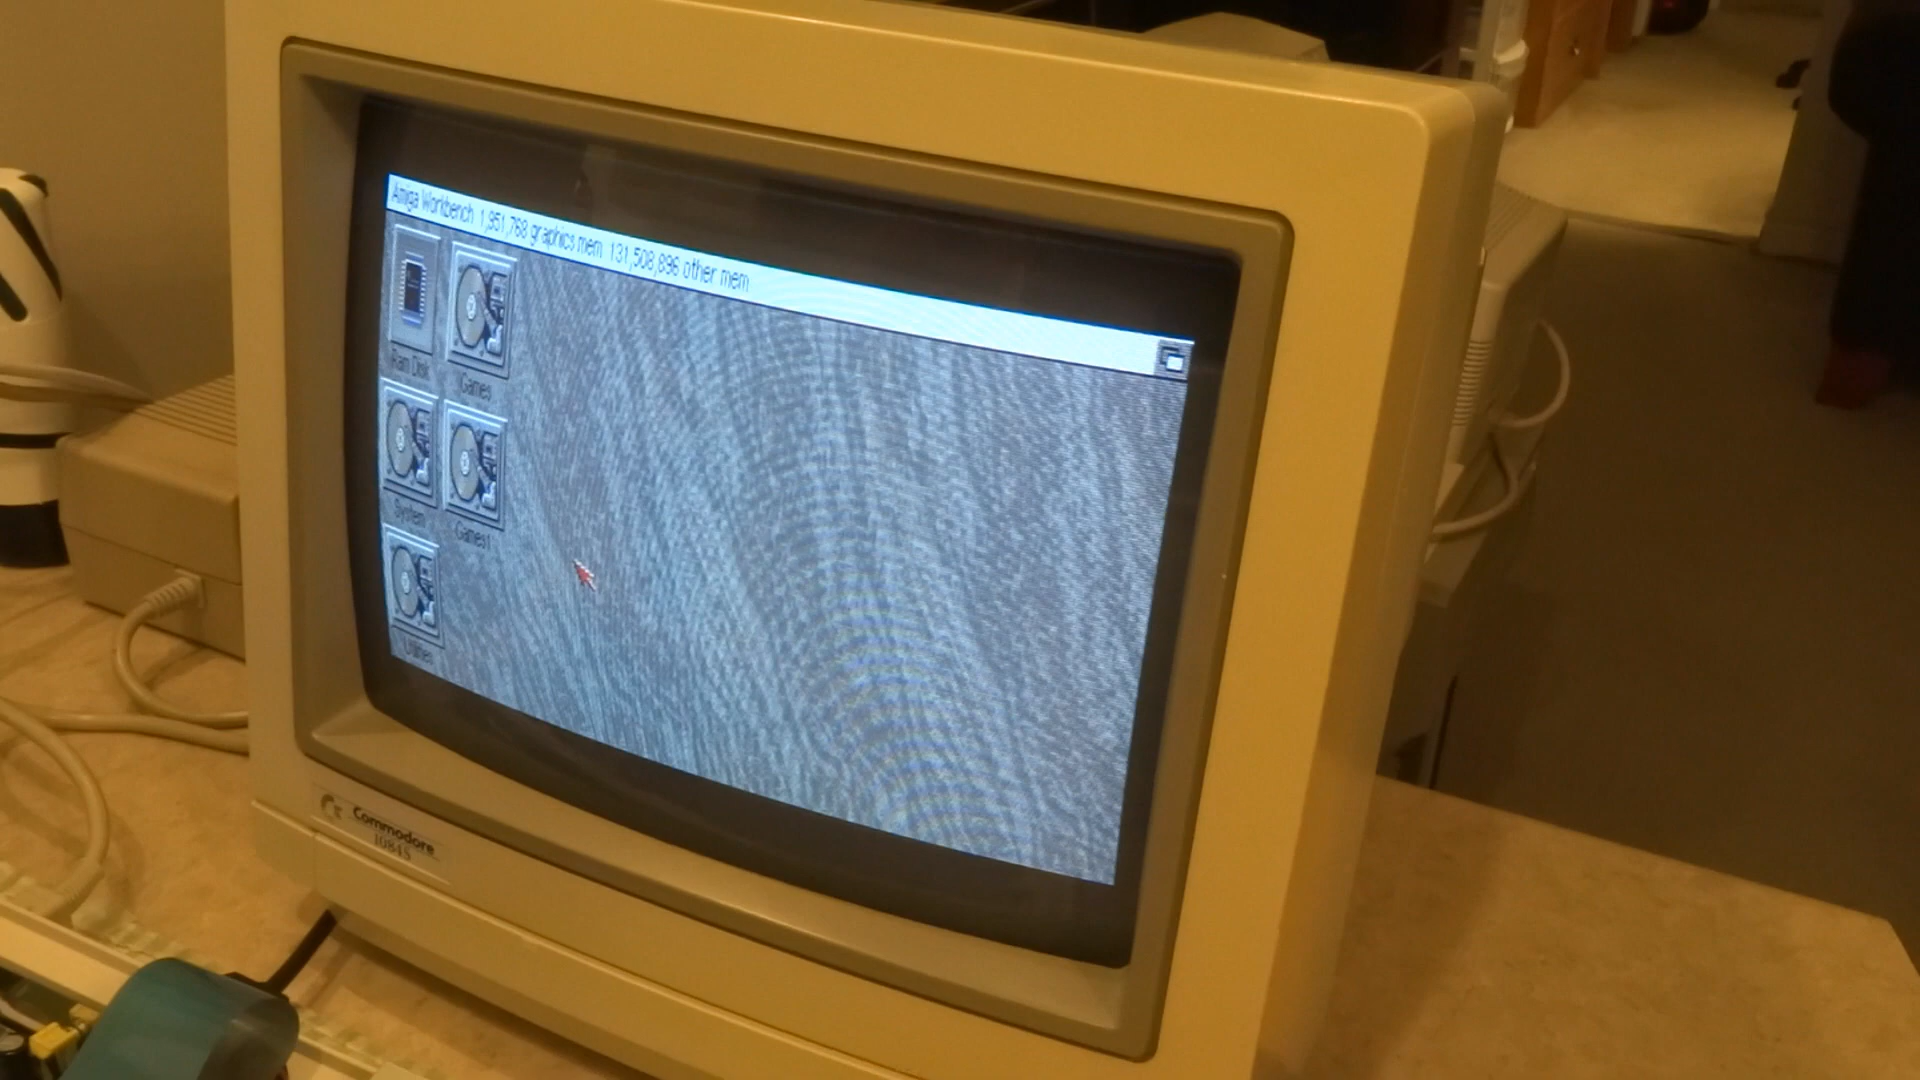 Amiga Workbench 1,951,768 graphics mem 131,508,896 other mem
Ram Disk
Games
System
Games1
Utilities
Commodore
1084S